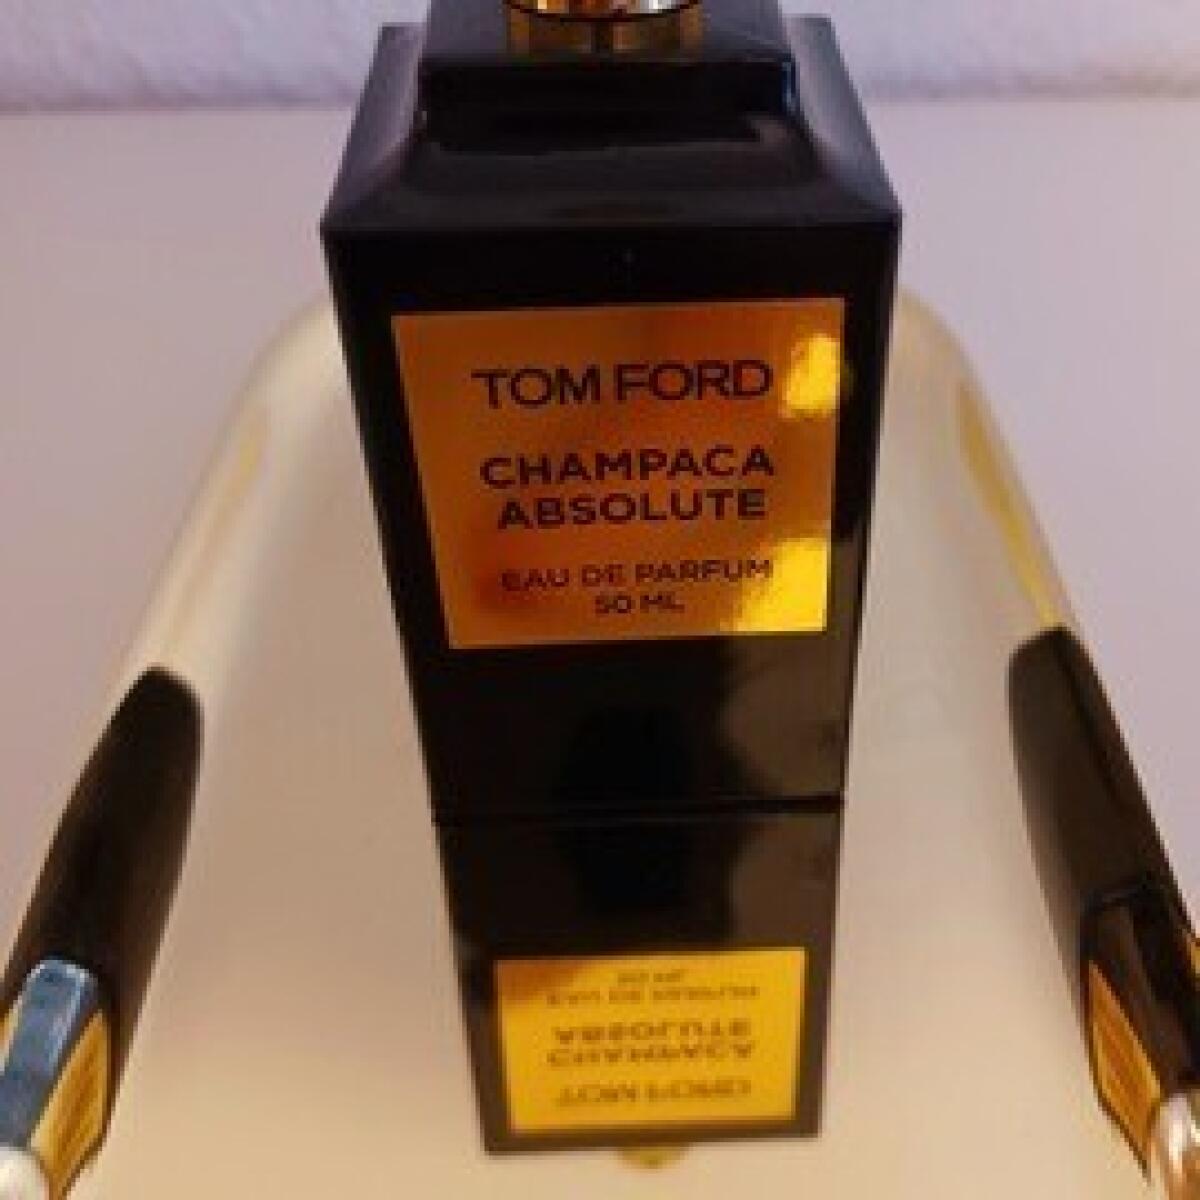 TOM FORD
CHAMPACA
ABSOLUTE
EAU DE PARFUM
50 ML